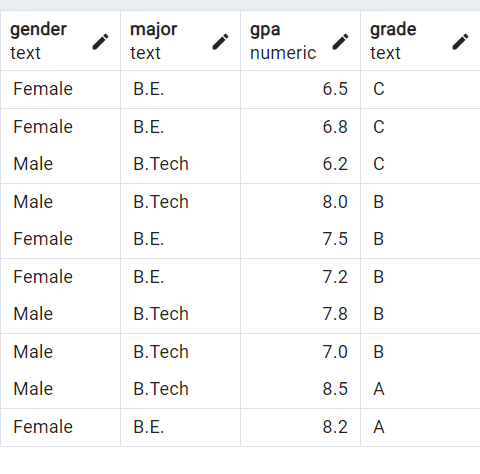 gender major gpa grade
text text numeric text
Female B.E. 6.5 C
Female B.E. 6.8 C
Male B.Tech 6.2 C
Male B.Tech 8.0 B
Female B.E. 7.5 B
Female B.E. 7.2 B
Male B.Tech 7.8 B
Male B.Tech 7.0 B
Male B.Tech 8.5 A
Female B.E. 8.2 A